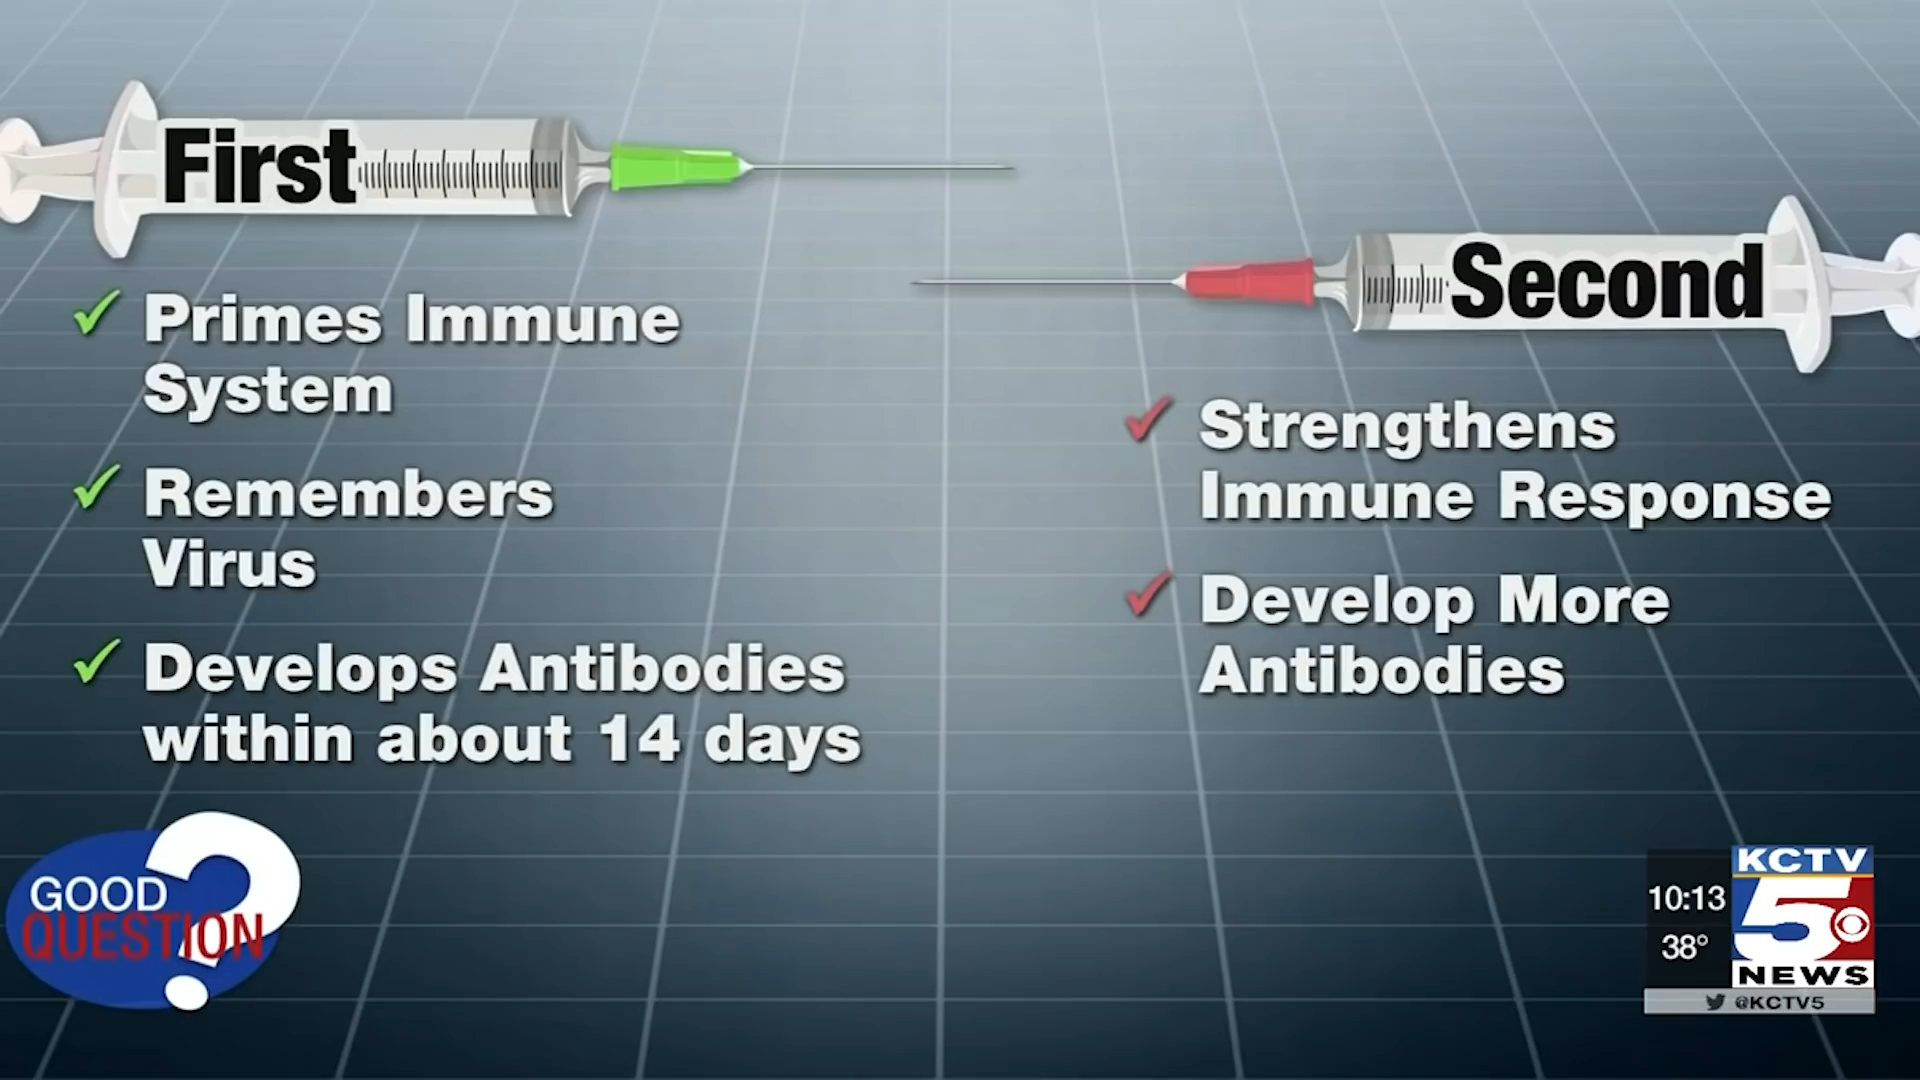 First
Primes Immune
System
Remembers
Virus
Develops Antibodies
within about 14 days
Second
Strengthens
Immune Response
Develop More
Antibodies
GOOD
QUESTION
?
10:13
38°
KCTV
5
NEWS
@KCTV5